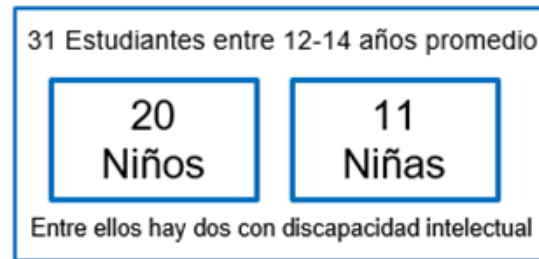 31 Estudiantes entre 12-14 años promedio
20
Niños
11
Niñas
Entre ellos hay dos con discapacidad intelectual